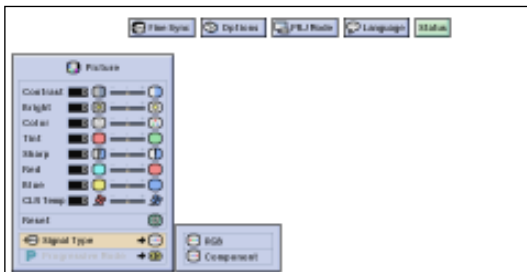 Fine Sync Options PRJ Mode Language Status
Picture
Contrast
Bright
Color
Tint
Sharp
Red
Blue
CLR Temp
Reset
Signal Type
RGB
Progressive Mode
Component